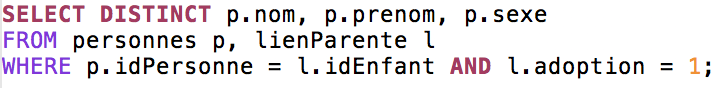 SELECT DISTINCT p.nom, p.prenom, p.sexe
FROM personnes p, lienParente l
WHERE p.idPersonne = l.idEnfant AND l.adoption = 1;